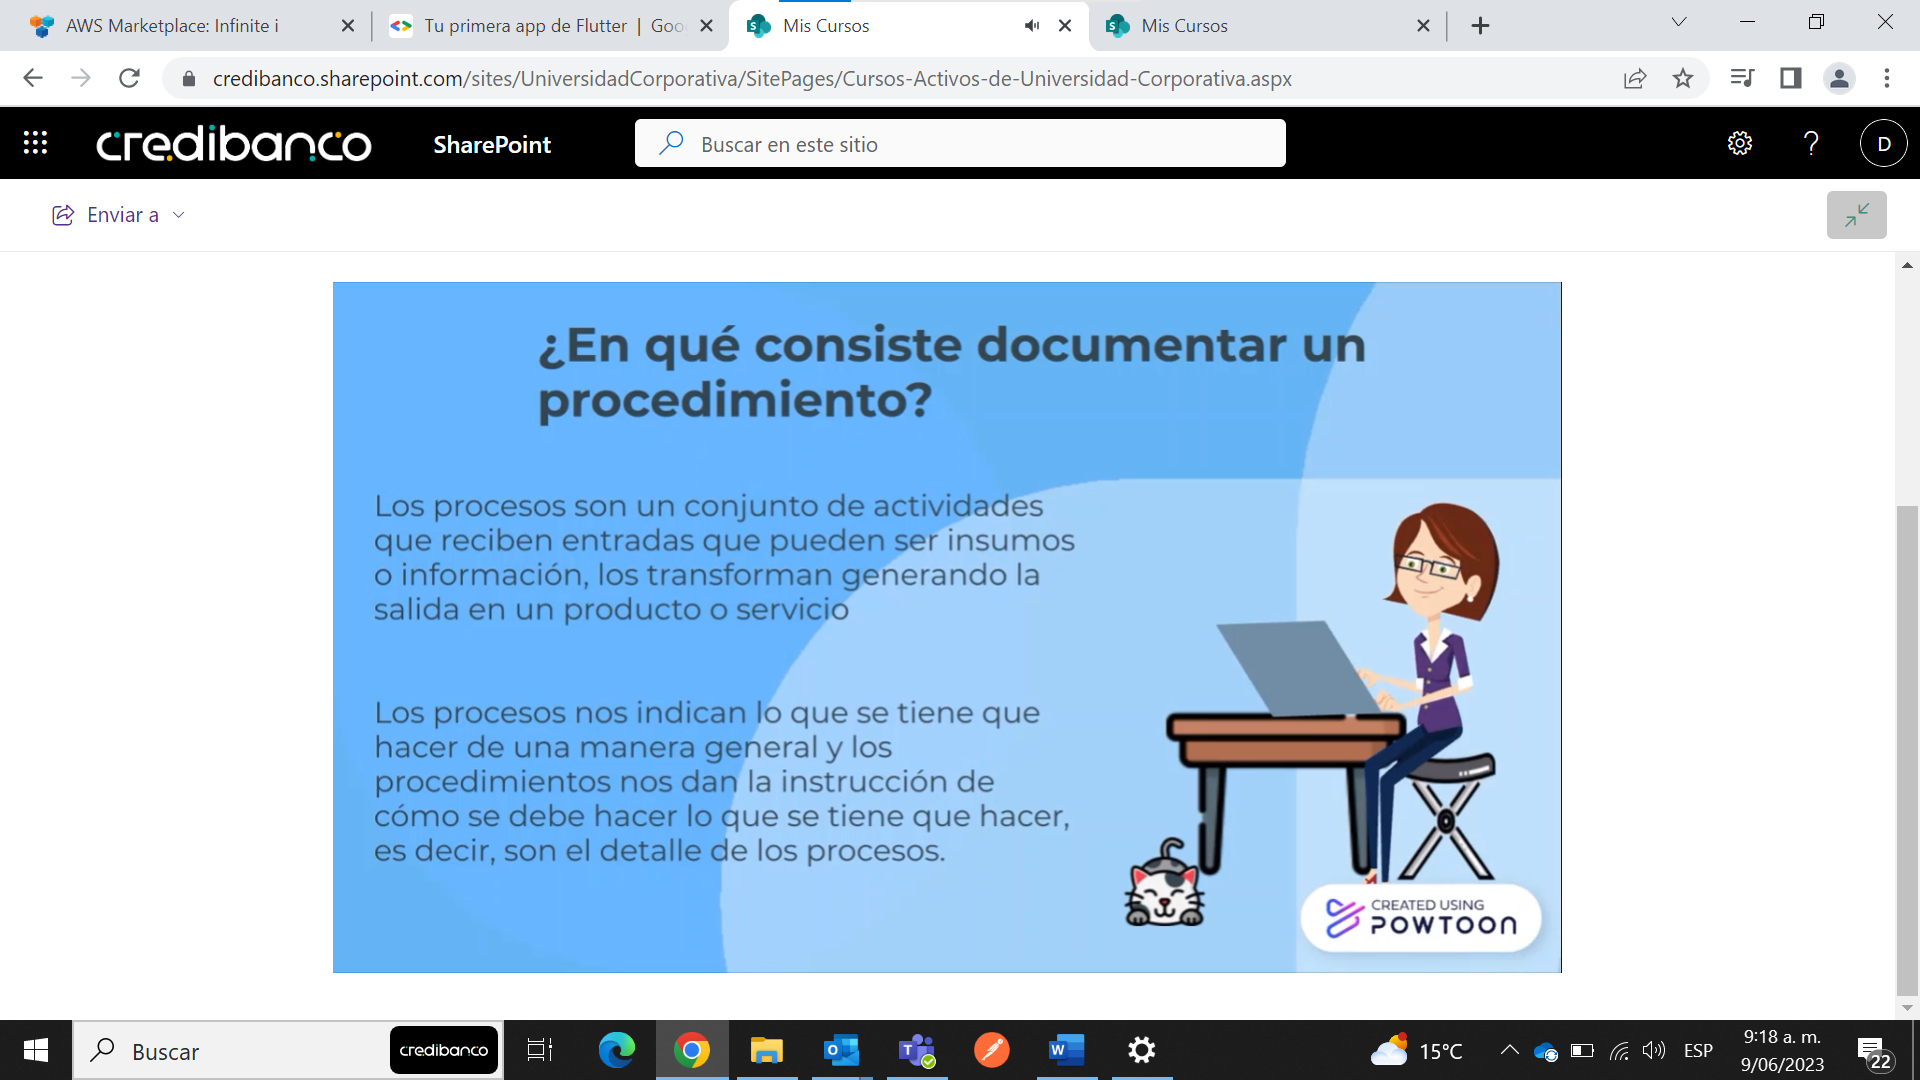 AWS Marketplace: Infinite i
Tu primera app de Flutter | Goo
Mis Cursos
Mis Cursos
credibanco.sharepoint.com/sites/UniversidadCorporativa/SitePages/Cursos-Activos-de-Universidad-Corporativa.aspx
credibanco
SharePoint
Buscar en este sitio
?
D
Enviar a
¿En qué consiste documentar un
procedimiento?
Los procesos son un conjunto de actividades
que reciben entradas que pueden ser insumos
o información, los transforman generando la
salida en un producto o servicio
Los procesos nos indican lo que se tiene que
hacer de una manera general y los
procedimientos nos dan la instrucción de
cómo se debe hacer lo que se tiene que hacer,
es decir, son el detalle de los procesos.
CREATED USING
POWTOON
Buscar
credibanco
15°C
ESP
9:18 a. m.
9/06/2023
22